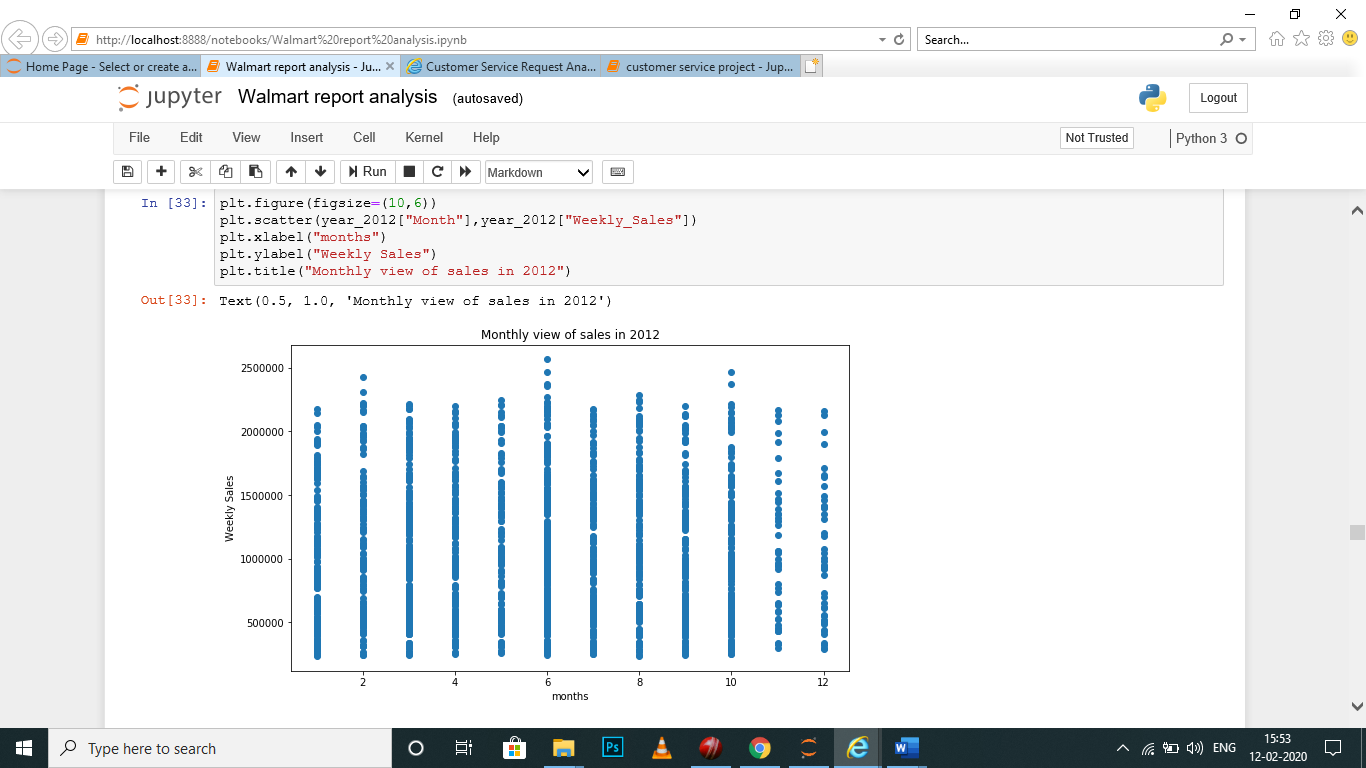 http://localhost:8888/notebooks/Walmart%20report%20analysis.ipynb
Search...
Home Page - Select or create a...
Walmart report analysis - Ju...
Customer Service Request Ana...
customer service project - Jup...
jupyter Walmart report analysis (autosaved)
Logout
File Edit View Insert Cell Kernel Help
Not Trusted
Python 3
Run
Markdown
In [33]: plt.figure(figsize=(10,6))
plt.scatter(year_2012["Month"],year_2012["Weekly_Sales"])
plt.xlabel("months")
plt.ylabel("Weekly Sales")
plt.title("Monthly view of sales in 2012")
Out[33]: Text(0.5, 1.0, 'Monthly view of sales in 2012')
Monthly view of sales in 2012
Weekly Sales
2500000
2000000
1500000
1000000
500000
2 4 6 8 10 12
months
Type here to search
Ps
W
ENG
15:53
12-02-2020